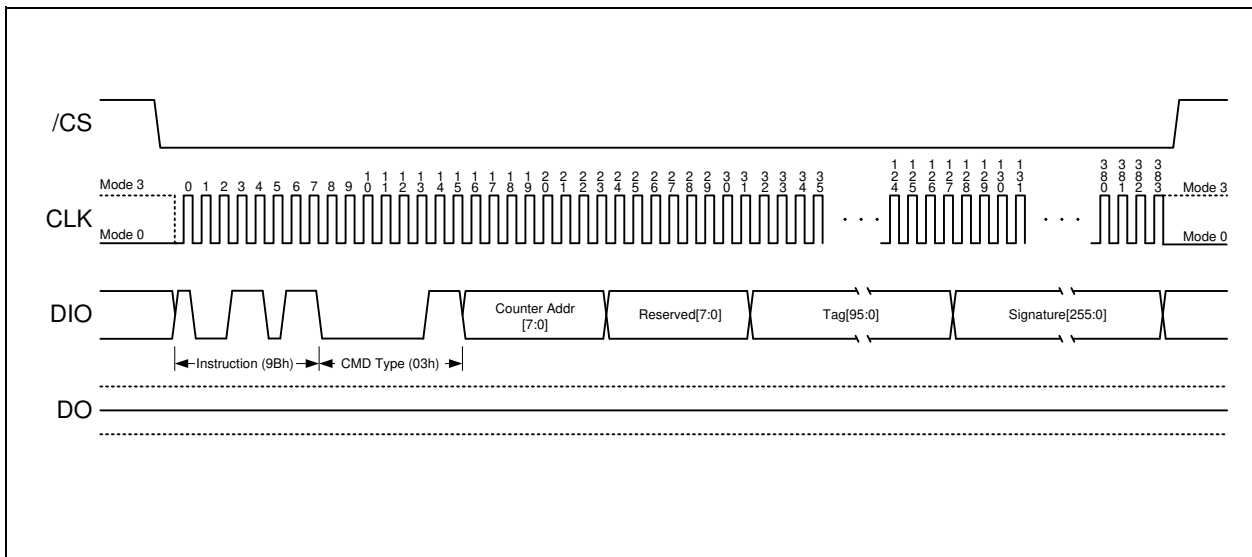 /CS
Mode 3
CLK
Mode 0
0 1 2 3 4 5 6 7 8 9 10 11 12 13 14 15 16 17 18 19 20 21 22 23 24 25 26 27 28 29 30 31 32 33 34 35 124 125 126 127 128 129 130 131 380 381 382 383
. . .
. . .
Mode 3
Mode 0
DIO
Counter Addr
[7:0]
Reserved[7:0]
Tag[95:0]
Signature[255:0]
Instruction (9Bh)
CMD Type (03h)
DO